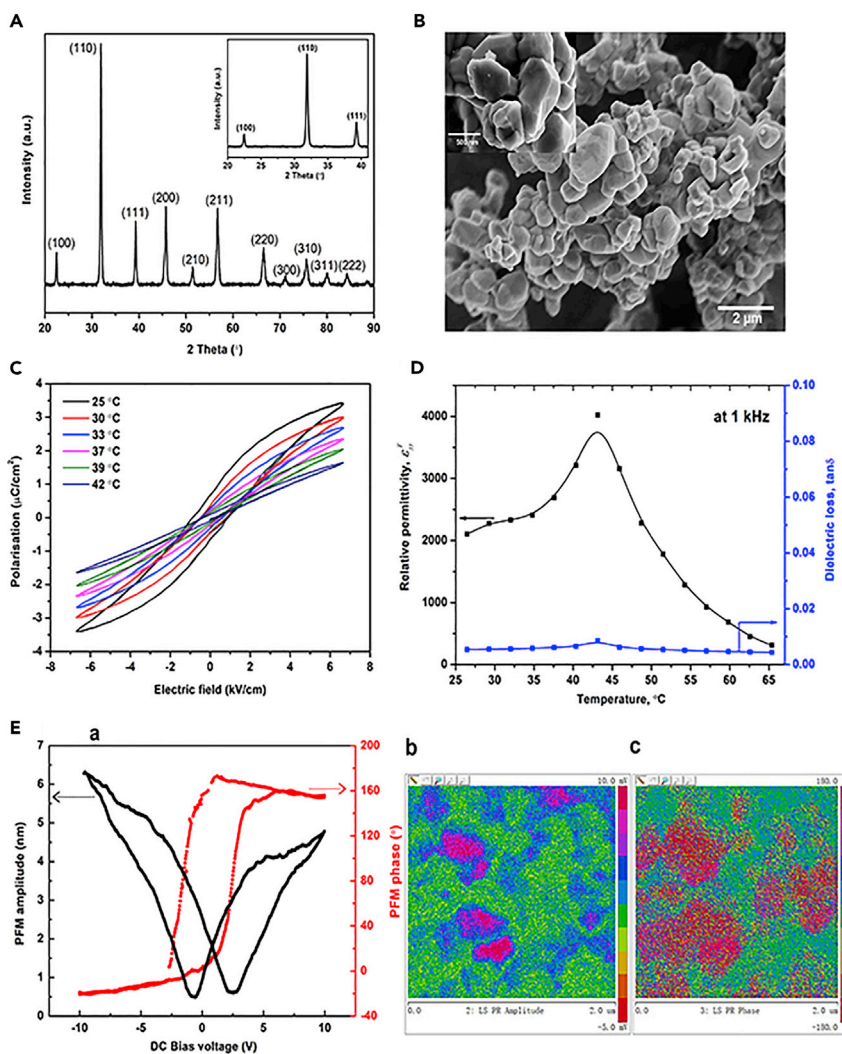 A
(110)
(100)
(111)
(200)
(210)
(211)
(220)
(300)
(310)
(311)
(222)
Intensity (a.u.)
20 30 40 50 60 70 80 90
2 Theta (°)
(110)
(100)
(111)
Intensity (a.u.)
20 25 30 35 40
2 Theta (°)
B
500 nm
2 µm
C
25 °C
30 °C
33 °C
37 °C
39 °C
42 °C
Polarisation (µC/cm²)
4
3
2
1
0
-1
-2
-3
-4
-8 -6 -4 -2 0 2 4 6 8
Electric field (kV/cm)
D
at 1 kHz
Relative permittivity,
4000
3000
2000
1000
0
0.10
0.08
0.06
0.04
0.02
0.00
Dielectric loss, tanδ
25 30 35 40 45 50 55 60 65
Temperature, °C
E
a
PFM amplitude (nm)
7
6
5
4
3
2
1
0
200
160
120
80
40
0
-40
PFM phase (°)
-10 -5 0 5 10
DC Bias voltage (V)
b
10.0 mV
0.0 2: LS PR Amplitude 2.0 um
-5.0 mV
c
180.0
0.0 3: LS PR Phase 2.0 um
-180.0